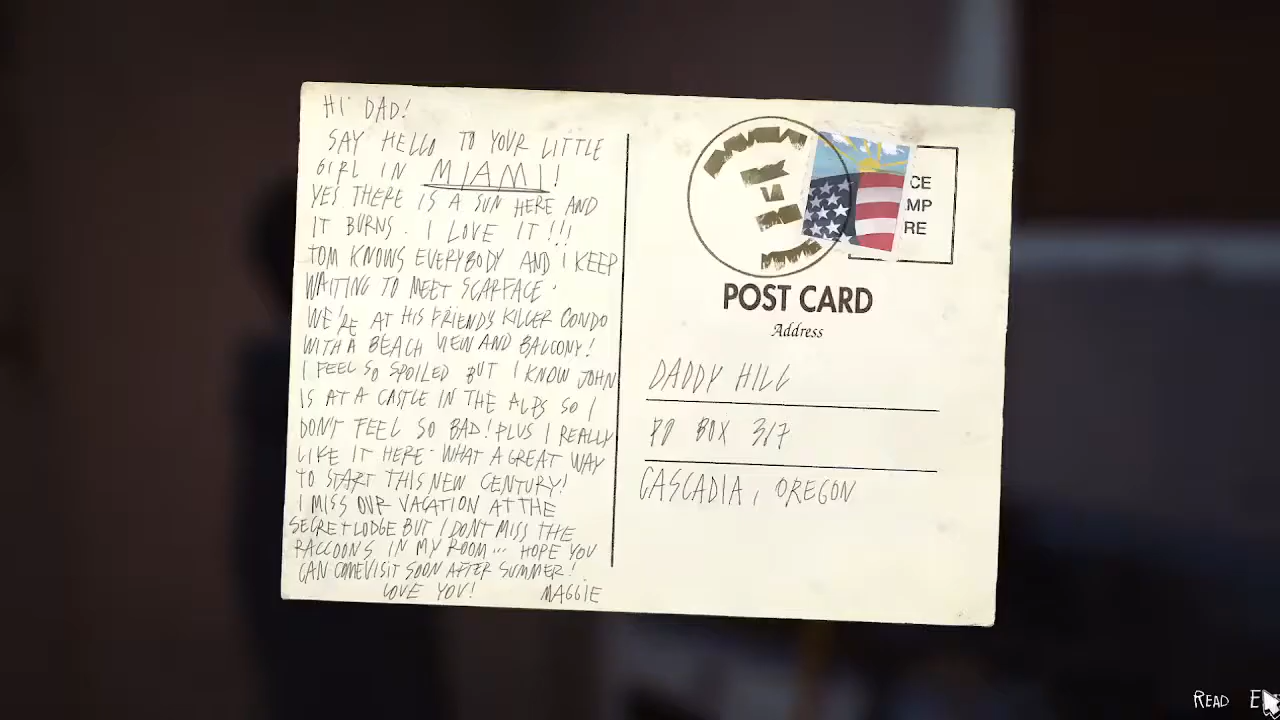 HI DAD!
SAY HELLO TO YOUR LITTLE
GIRL IN MIAMI!
YES THERE IS A SUN HERE AND
IT BURNS. I LOVE IT!!!
TOM KNOWS EVERYBODY AND I KEEP
WAITING TO MEET SCARFACE.
WE'RE AT HIS FRIENDS KILLER CONDO
WITH A BEACH VIEW AND BALCONY!
I FEEL SO SPOILED BUT I KNOW JOHN
IS AT A CASTLE IN THE ALPS SO I
DON'T FEEL SO BAD! PLUS I REALLY
LIKE IT HERE. WHAT A GREAT WAY
TO START THIS NEW CENTURY!
I MISS OUR VACATION AT THE
SECRET LODGE BUT I DON'T MISS THE
RACCOONS IN MY ROOM... HOPE YOU
CAN COME VISIT SOON AFTER SUMMER!
LOVE YOU! MAGGIE
CE
MP
RE
POST CARD
Address
DADDY HILL
PO BOX 317
CASCADIA, OREGON
READ